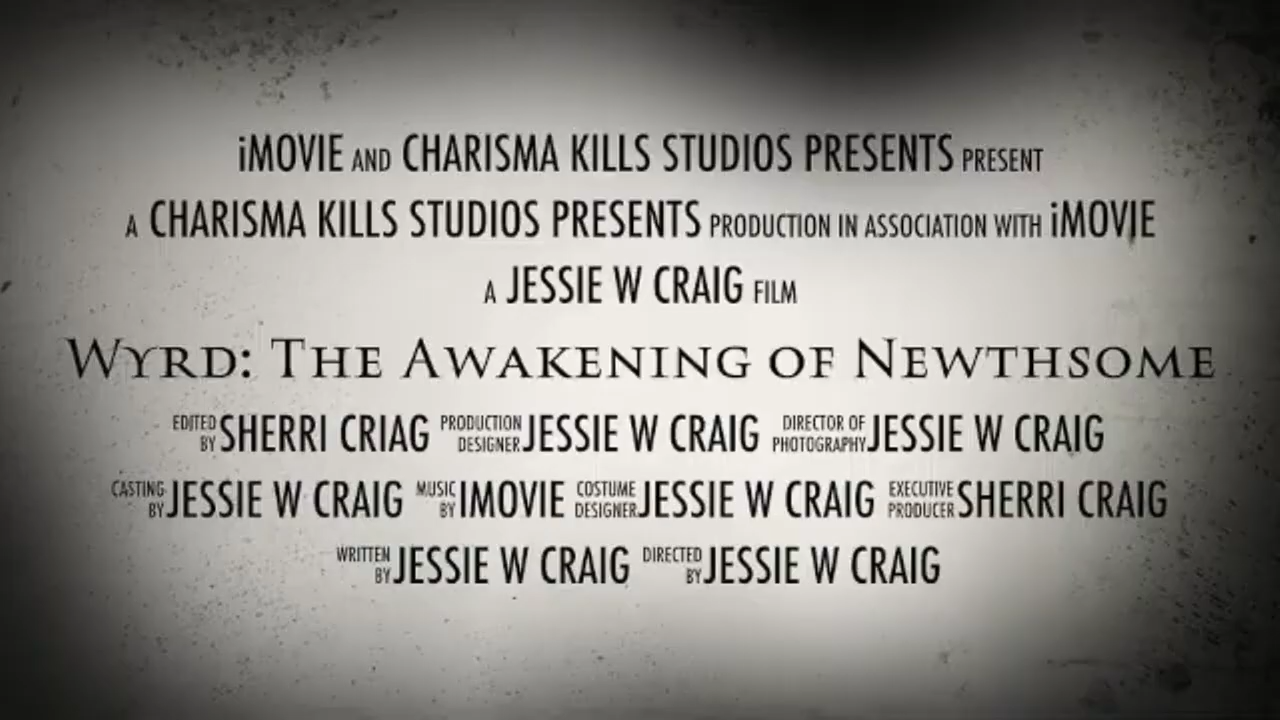 iMOVIE AND CHARISMA KILLS STUDIOS PRESENTS PRESENT
A CHARISMA KILLS STUDIOS PRESENTS PRODUCTION IN ASSOCIATION WITH iMOVIE
A JESSIE W CRAIG FILM
WYRD: THE AWAKENING OF NEWTHSOME
EDITED BY SHERRI CRIAG PRODUCTION DESIGNER JESSIE W CRAIG DIRECTOR OF PHOTOGRAPHY JESSIE W CRAIG
CASTING BY JESSIE W CRAIG MUSIC BY IMOVIE COSTUME DESIGNER JESSIE W CRAIG EXECUTIVE PRODUCER SHERRI CRAIG
WRITTEN BY JESSIE W CRAIG DIRECTED BY JESSIE W CRAIG